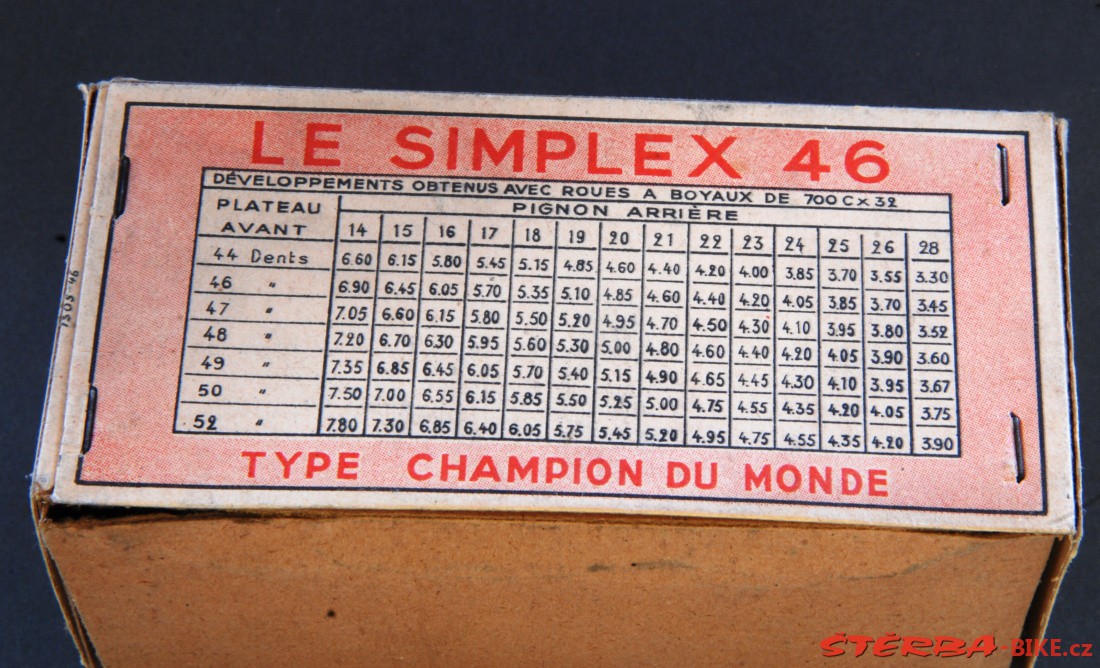 LE SIMPLEX 46
DÉVELOPPEMENTS OBTENUS AVEC ROUES A BOYAUX DE 700 C X 32
PLATEAU AVANT PIGNON ARRIÈRE
14 15 16 17 18 19 20 21 22 23 24 25 26 28
44 Dents 6.60 6.15 5.80 5.45 5.15 4.85 4.60 4.40 4.20 4.00 3.85 3.70 3.55 3.30
46 " 6.90 6.45 6.05 5.70 5.35 5.10 4.85 4.60 4.40 4.20 4.05 3.85 3.70 3.45
47 " 7.05 6.60 6.15 5.80 5.50 5.20 4.95 4.70 4.50 4.30 4.10 3.95 3.80 3.52
48 " 7.20 6.70 6.30 5.95 5.60 5.30 5.00 4.80 4.60 4.40 4.20 4.05 3.90 3.60
49 " 7.35 6.85 6.45 6.05 5.70 5.40 5.15 4.90 4.65 4.45 4.30 4.10 3.95 3.67
50 " 7.50 7.00 6.55 6.15 5.85 5.50 5.25 5.00 4.75 4.55 4.35 4.20 4.05 3.75
52 " 7.80 7.30 6.85 6.40 6.05 5.75 5.45 5.20 4.95 4.75 4.55 4.35 4.20 3.90
TYPE CHAMPION DU MONDE
1305-46
ŠTĚRBA-BIKE.cz